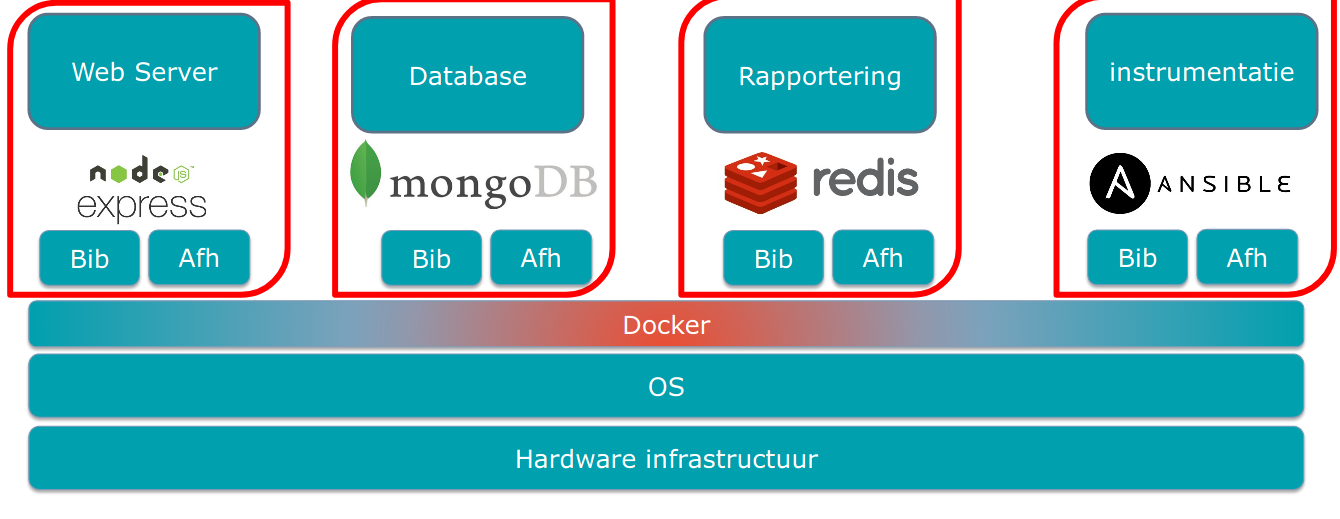 Web Server
Database
Rapportering
instrumentatie
node JS
express
mongoDB
redis
A ANSIBLE
Bib
Afh
Bib
Afh
Bib
Afh
Bib
Afh
Docker
OS
Hardware infrastructuur